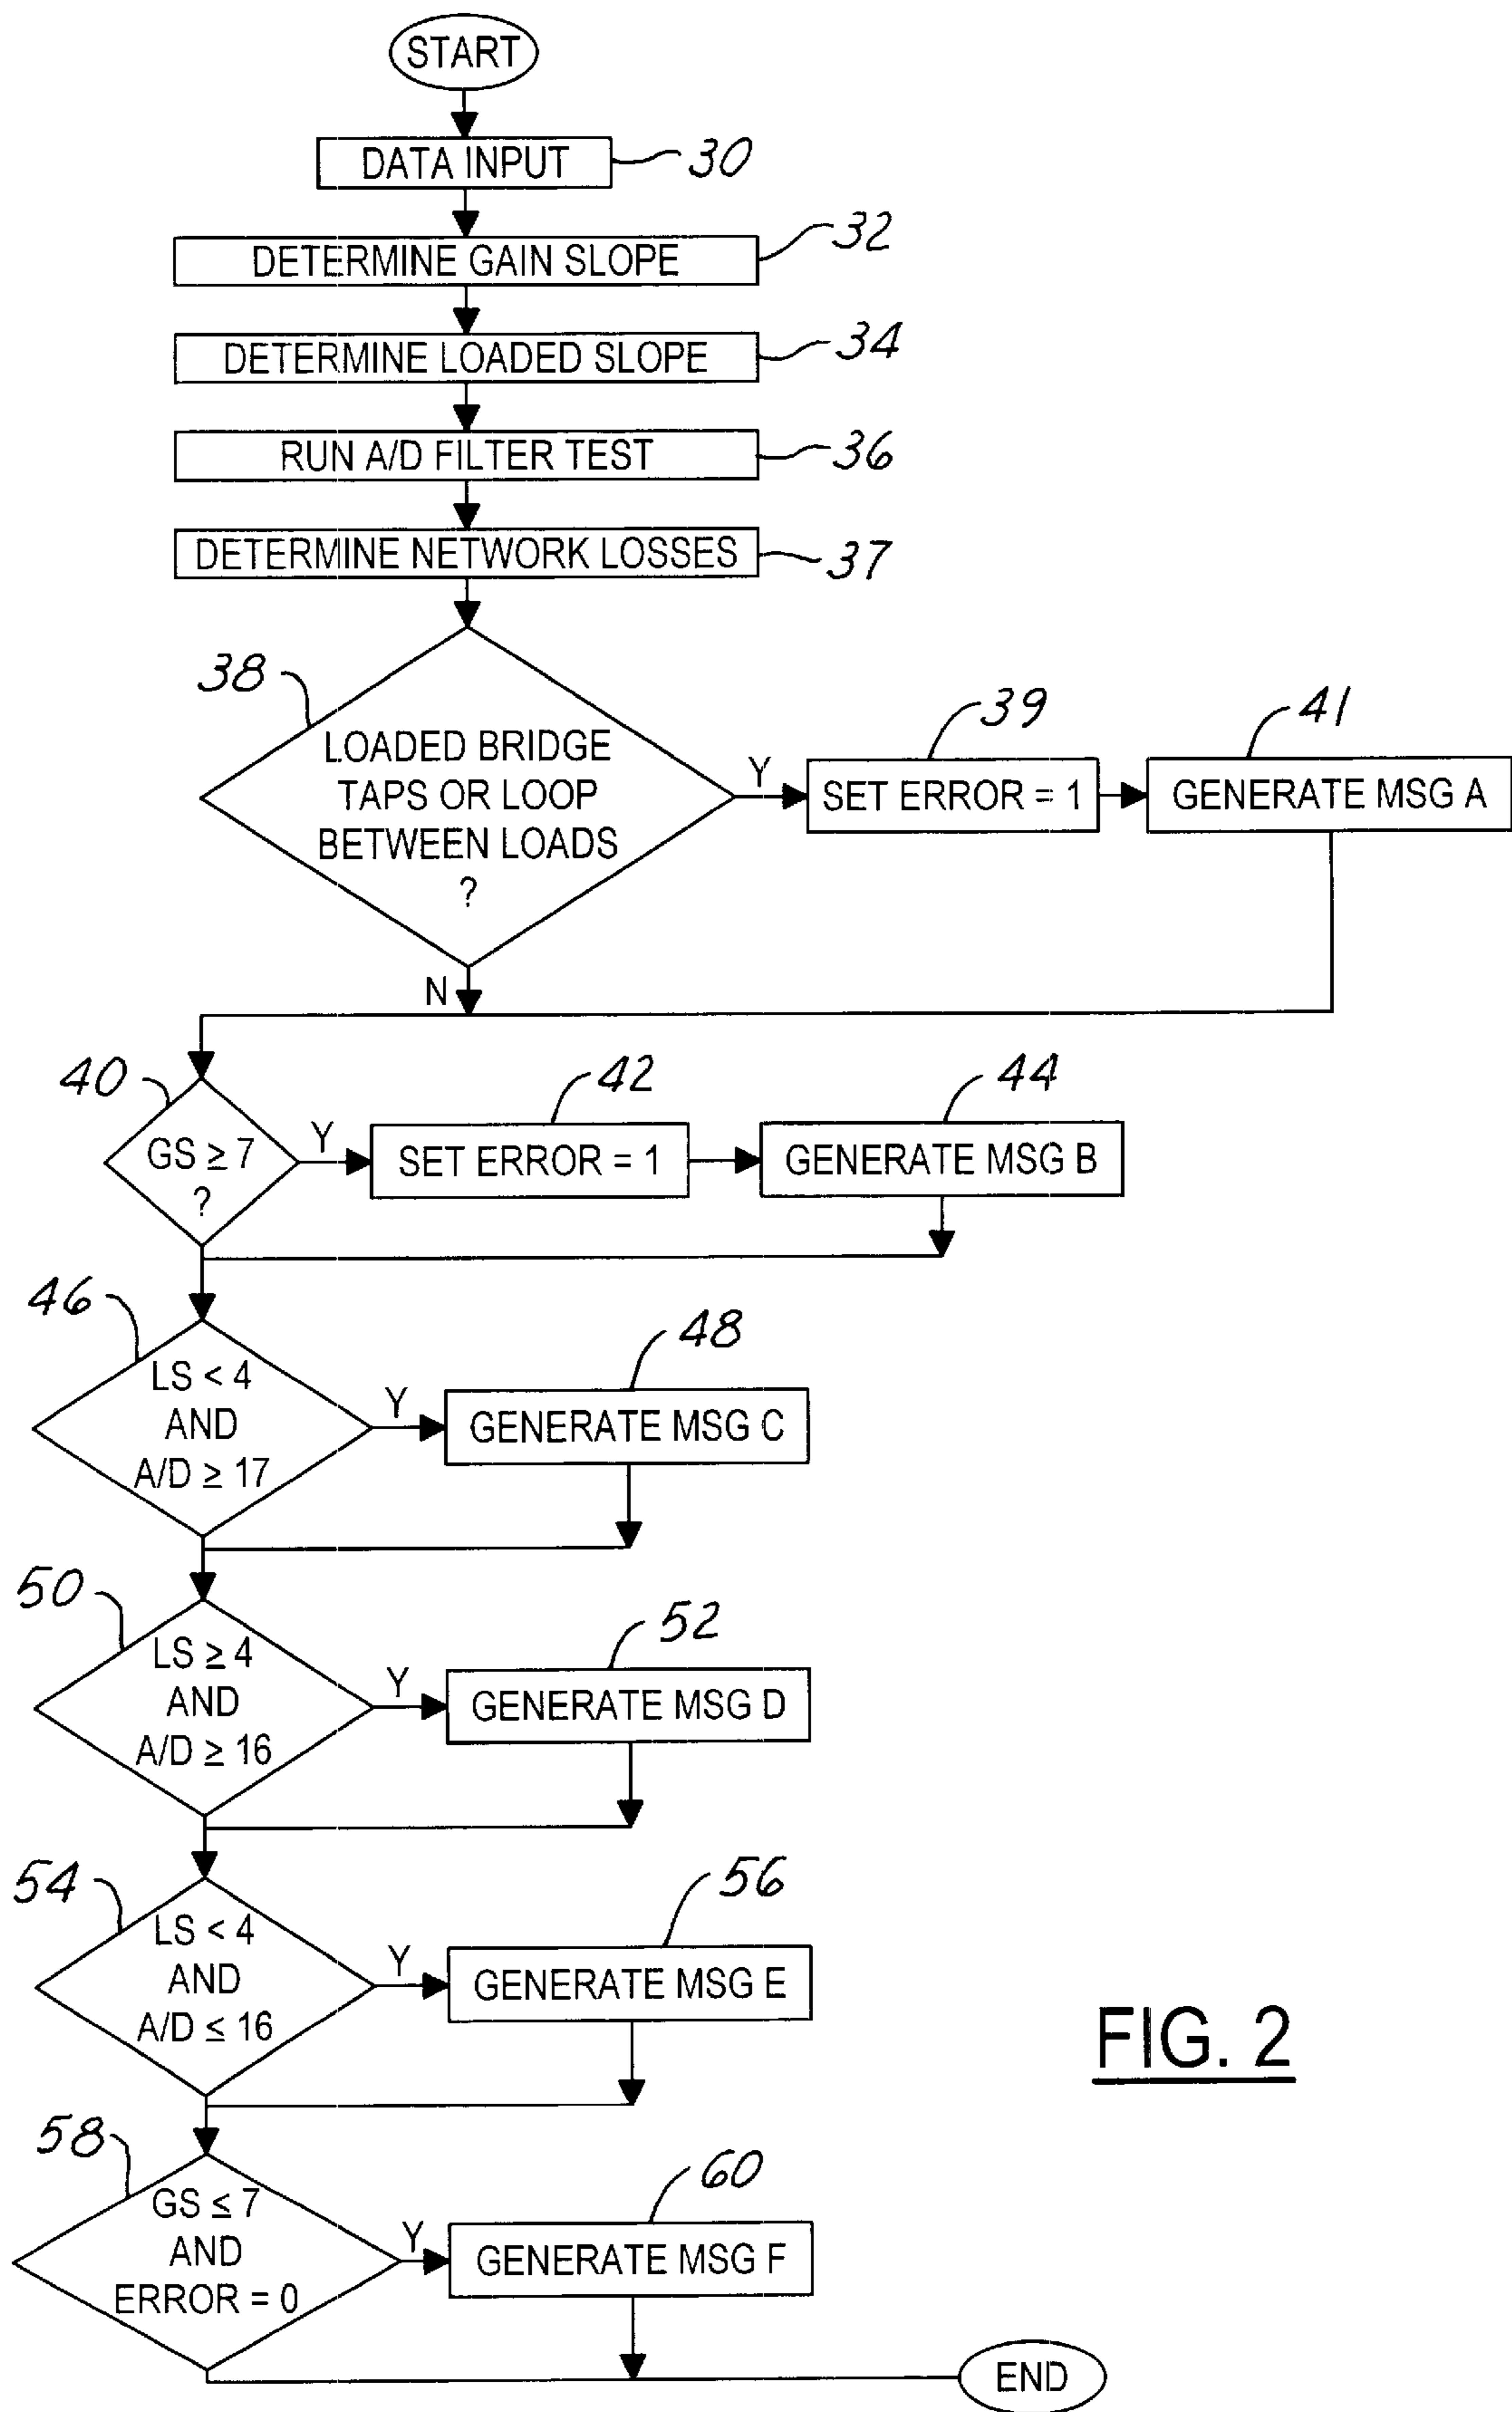 START
DATA INPUT
30
DETERMINE GAIN SLOPE
32
DETERMINE LOADED SLOPE
34
RUN A/D FILTER TEST
36
DETERMINE NETWORK LOSSES
37
38
LOADED BRIDGE
TAPS OR LOOP
BETWEEN LOADS
?
Y
39
SET ERROR = 1
41
GENERATE MSG A
N
40
GS ≥ 7
?
Y
42
SET ERROR = 1
44
GENERATE MSG B
46
LS < 4
AND
A/D ≥ 17
Y
48
GENERATE MSG C
50
LS ≥ 4
AND
A/D ≥ 16
Y
52
GENERATE MSG D
54
LS < 4
AND
A/D ≤ 16
Y
56
GENERATE MSG E
58
GS ≤ 7
AND
ERROR = 0
Y
60
GENERATE MSG F
END
FIG. 2